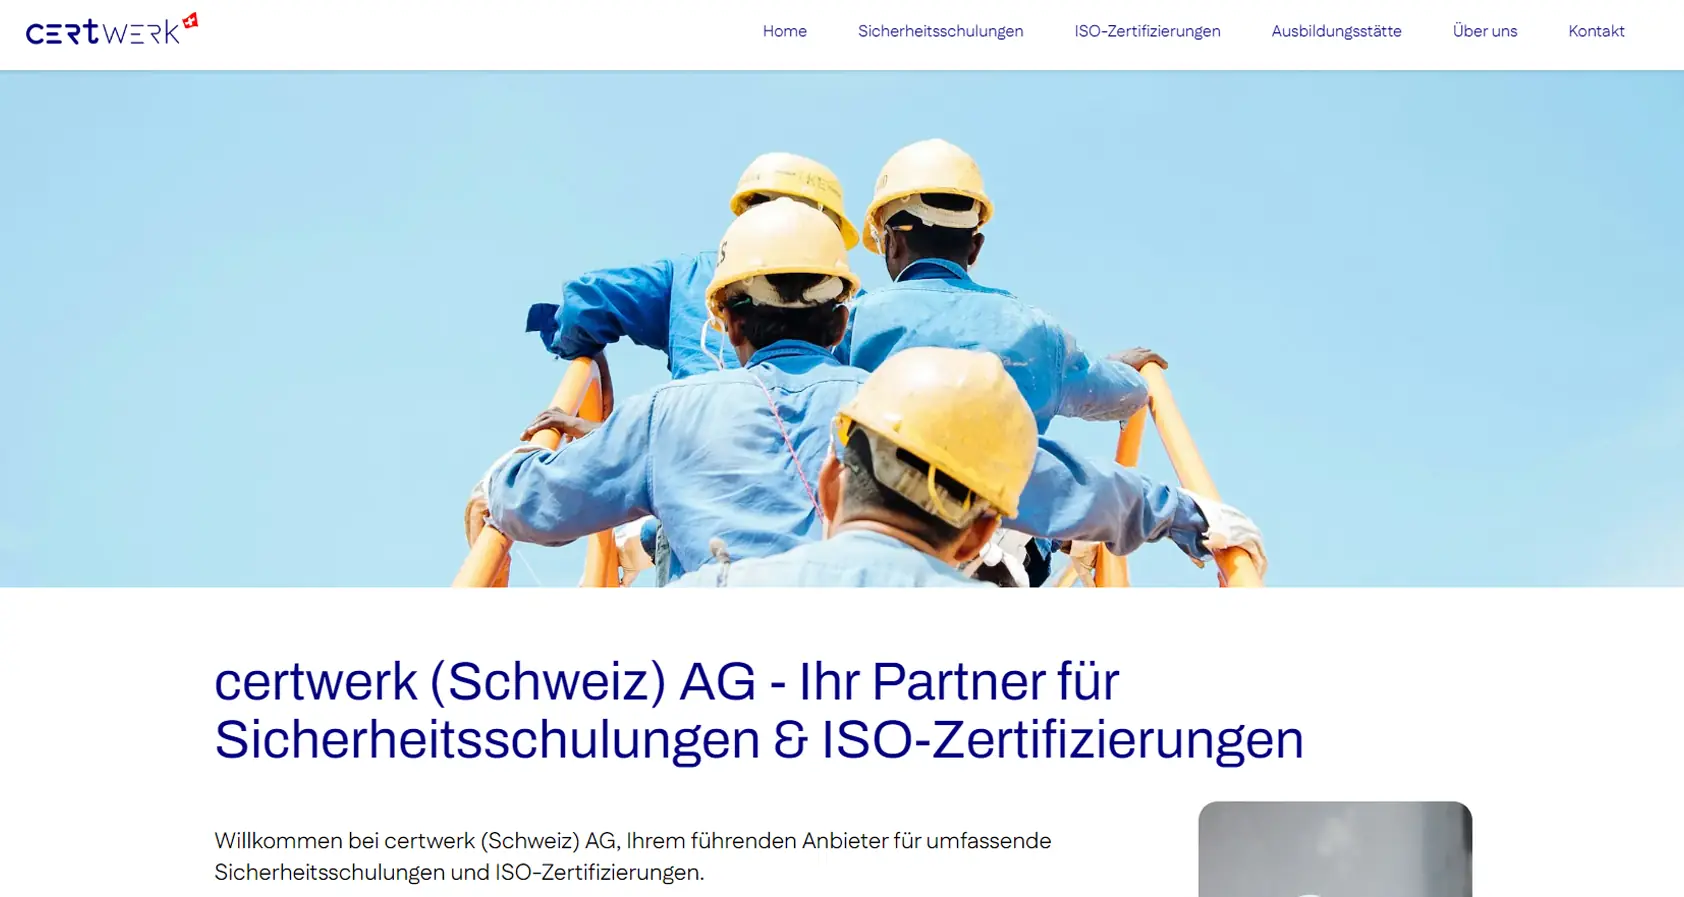 certwerk
Home
Sicherheitsschulungen
ISO-Zertifizierungen
Ausbildungsstätte
Über uns
Kontakt
certwerk (Schweiz) AG - Ihr Partner für
Sicherheitsschulungen & ISO-Zertifizierungen
Willkommen bei certwerk (Schweiz) AG, Ihrem führenden Anbieter für umfassende
Sicherheitsschulungen und ISO-Zertifizierungen.